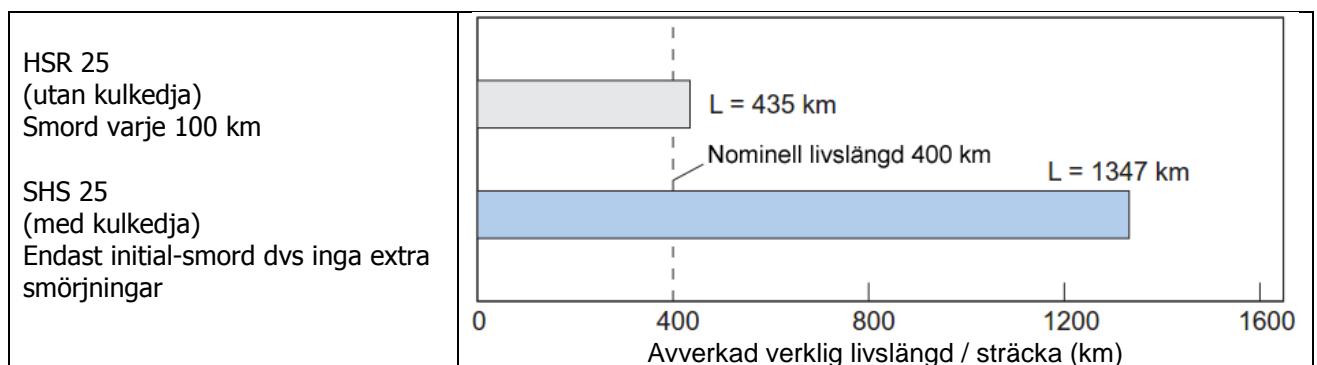 HSR 25
(utan kulkedja)
Smord varje 100 km
SHS 25
(med kulkedja)
Endast initial-smord dvs inga extra
smörjningar
L = 435 km
Nominell livslängd 400 km
L = 1347 km
0 400 800 1200 1600
Avverkad verklig livslängd / sträcka (km)